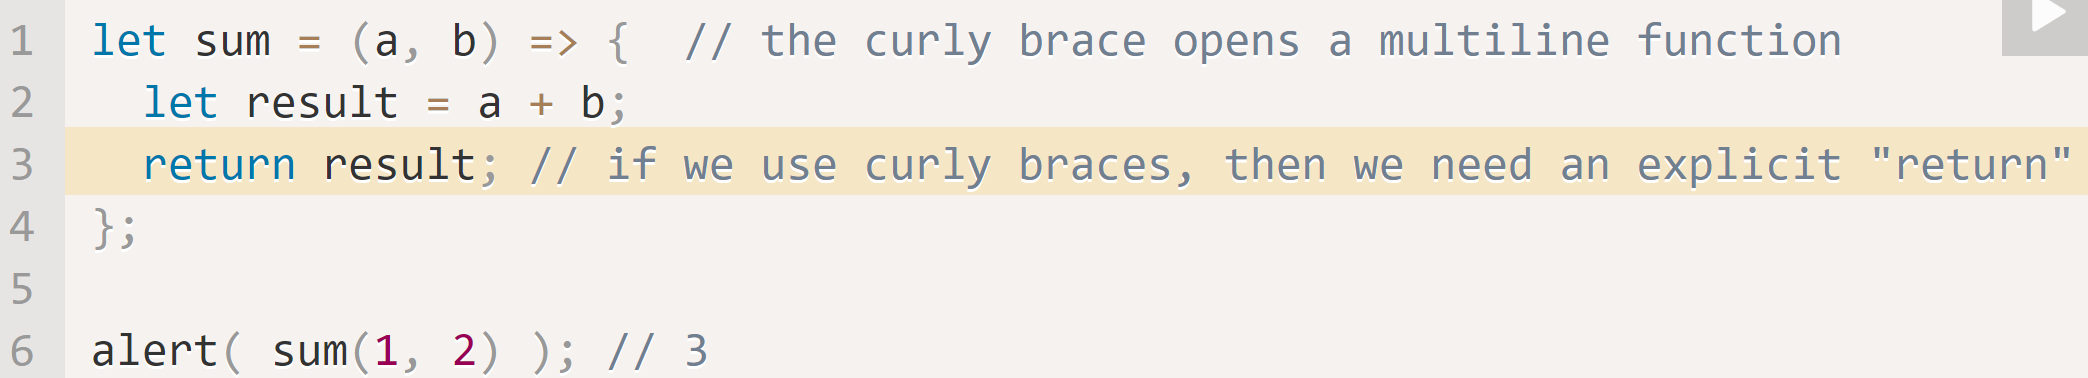 1 let sum = (a, b) => {  // the curly brace opens a multiline function
2   let result = a + b;
3   return result; // if we use curly braces, then we need an explicit "return"
4 };
5
6 alert( sum(1, 2) ); // 3